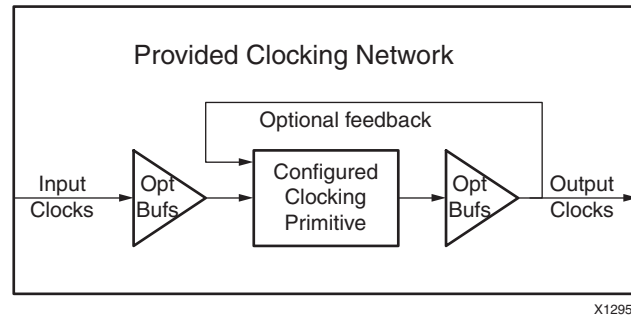 Provided Clocking Network
Optional feedback
Input
Clocks
Opt
Bufs
Configured
Clocking
Primitive
Opt
Bufs
Output
Clocks
X1295